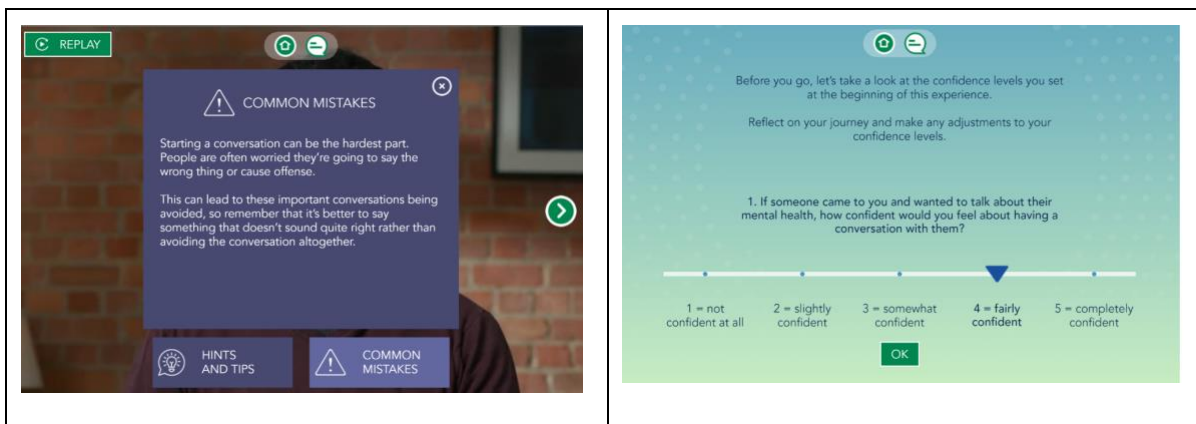 REPLAY
COMMON MISTAKES
Starting a conversation can be the hardest part.
People are often worried they're going to say the
wrong thing or cause offense.
This can lead to these important conversations being
avoided, so remember that it's better to say
something that doesn't sound quite right rather than
avoiding the conversation altogether.
HINTS
AND TIPS
COMMON
MISTAKES
Before you go, let's take a look at the confidence levels you set
at the beginning of this experience.
Reflect on your journey and make any adjustments to your
confidence levels.
1. If someone came to you and wanted to talk about their
mental health, how confident would you feel about having a
conversation with them?
1 = not
confident at all
2 = slightly
confident
3 = somewhat
confident
4 = fairly
confident
5 = completely
confident
OK